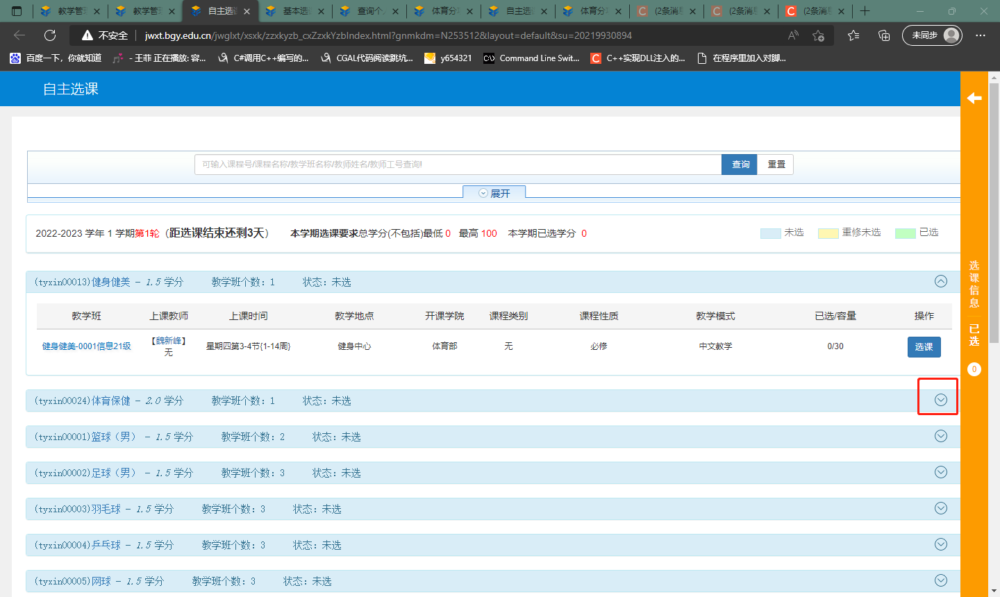 教学管
教学管
自主选课
基本选
查询个人
体育分项
自主选
体育分项
(2条消息
(2条消息
(2条消息
不安全 jwxt.bgy.edu.cn/jwglxt/xsxk/zzxkyzb_cxZzxkYzbIndex.html?gnmkdm=N253512&layout=default&su=20219930894 未同步
百度一下，你就知道 - 王菲 正在播放: 容... C#调用C++编写的... CGAL代码阅读跳坑... y654321 Command Line Swit... C++实现DLL注入的... 在程序里加入对脚...
自主选课
可输入课程号/课程名称/教学班名称/教师姓名/教师工号查询! 查询 重置
展开
2022-2023 学年 1 学期第1轮（距选课结束还剩3天） 本学期选课要求总学分(不包括)最低 0 最高 100 本学期已选学分 0 未选 重修未选 已选
(tyxin00013)健身健美 - 1.5 学分 教学班个数：1 状态：未选
教学班 上课教师 上课时间 教学地点 开课学院 课程类别 课程性质 教学模式 已选/容量 操作
健身健美-0001信息21级 【魏新峰】 星期四第3-4节{1-14周} 健身中心 体育部 无 必修 中文教学 0/30 选课
无
(tyxin00024)体育保健 - 2.0 学分 教学班个数：1 状态：未选
(tyxin00001)篮球（男） - 1.5 学分 教学班个数：2 状态：未选
(tyxin00002)足球（男） - 1.5 学分 教学班个数：3 状态：未选
(tyxin00003)羽毛球 - 1.5 学分 教学班个数：3 状态：未选
(tyxin00004)乒乓球 - 1.5 学分 教学班个数：3 状态：未选
(tyxin00005)网球 - 1.5 学分 教学班个数：3 状态：未选
选课信息
已选
0